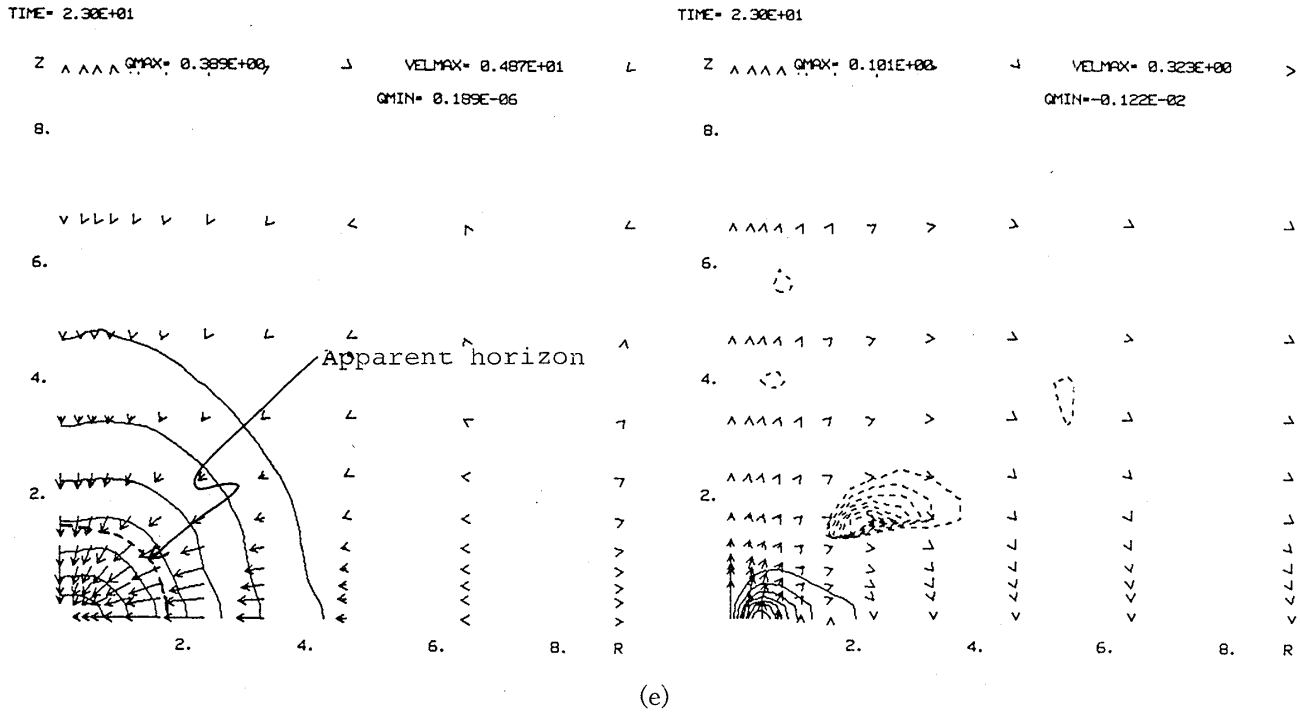 TIME= 2.30E+01
Z QMAX= 0.389E+00 VELMAX= 0.487E+01
QMIN= 0.189E-06
8.
6.
Apparent horizon
4.
2.
2. 4. 6. 8. R
TIME= 2.30E+01
Z QMAX= 0.101E+00 VELMAX= 0.323E+00
QMIN=-0.122E-02
8.
6.
4.
2.
2. 4. 6. 8. R
(e)